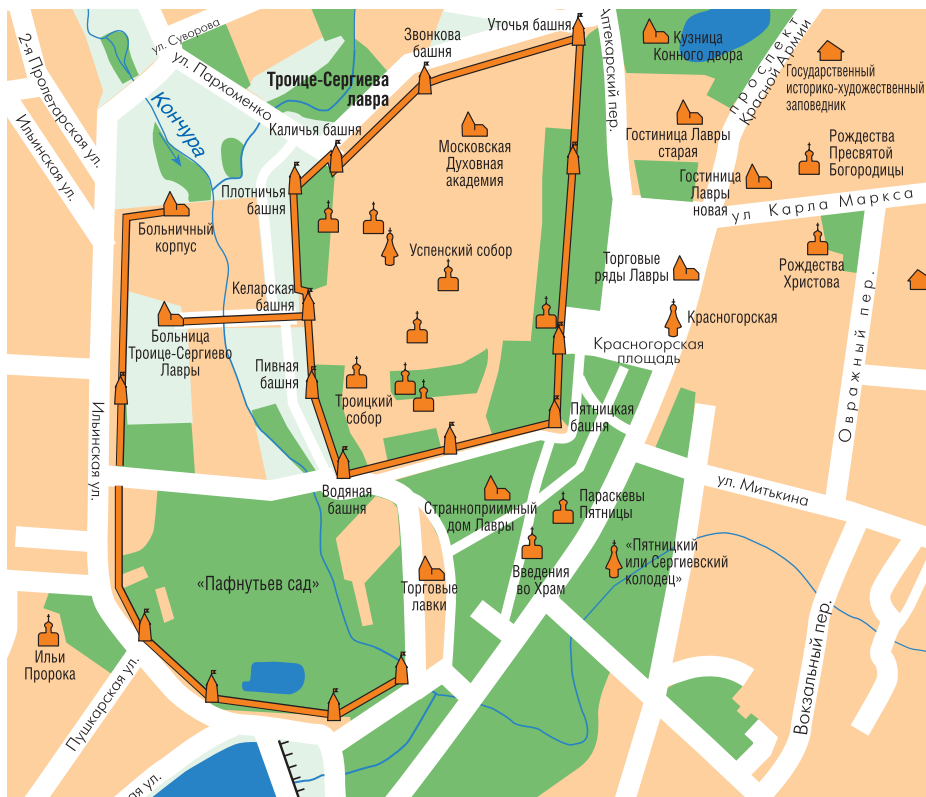 Уточья башня
ул. Суворова
2-я Пролетарская ул.
Звонкова
башня
Аптекарский пер.
Кузница
Конного двора
проспект
Красной Армии
ул. Пархоменко
Троице-Сергиева
лавра
Государственный
историко-художественный
заповедник
Кончура
Ильинская ул.
Каличья башня
Московская
Духовная
академия
Гостиница Лавры
старая
Рождества
Пресвятой
Богородицы
Плотничья
башня
Гостиница
Лавры
новая
ул Карла Маркса
Больничный
корпус
Успенский собор
Торговые
ряды Лавры
Рождества
Христова
Келарская
башня
Красногорская
Больница
Троице-Сергиево
Лавры
Красногорская
площадь
Овражный пер.
Пивная
башня
Троицкий
собор
Пятницкая
башня
Ильинская ул.
Водяная
башня
Странноприимный
дом Лавры
Параскевы
Пятницы
ул. Митькина
«Пафнутьев сад»
Торговые
лавки
Введения
во Храм
«Пятницкий
или Сергиевский
колодец»
Ильи
Пророка
Вокзальный пер.
Пушкарская ул.
ая ул.